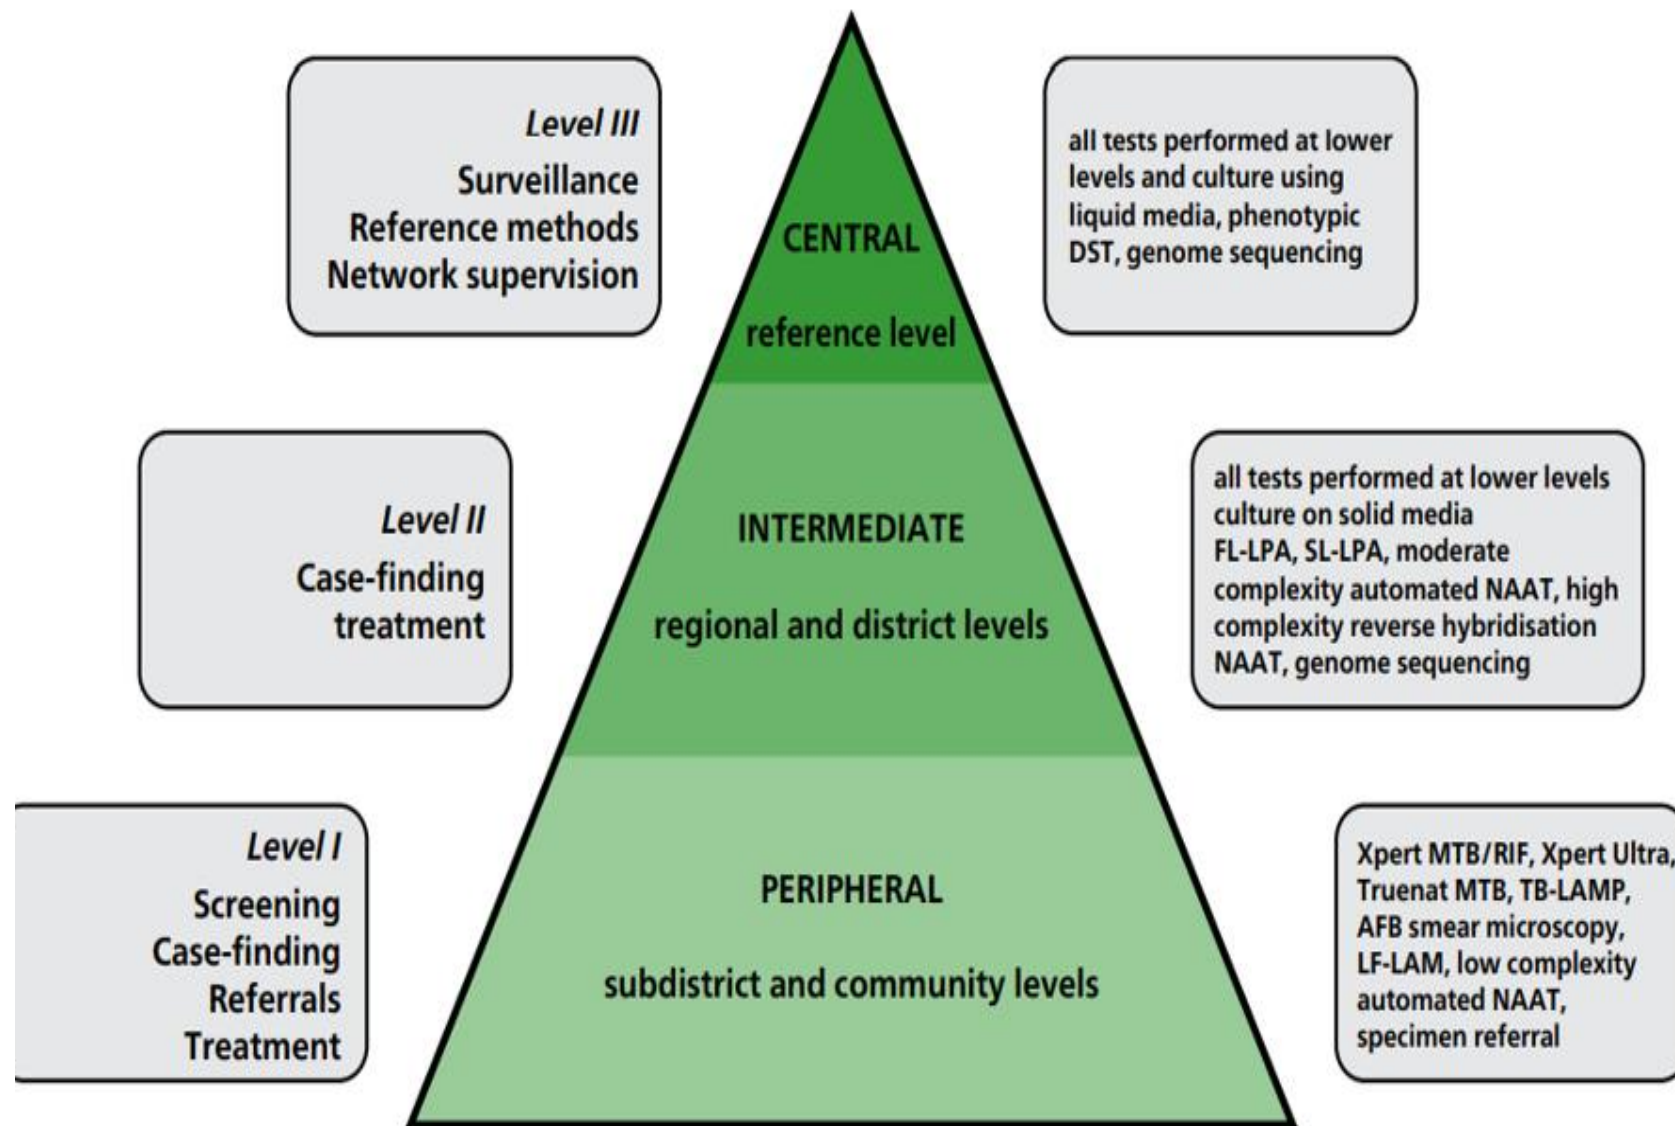 Level III
Surveillance
Reference methods
Network supervision
CENTRAL
reference level
all tests performed at lower
levels and culture using
liquid media, phenotypic
DST, genome sequencing
Level II
Case-finding
treatment
INTERMEDIATE
regional and district levels
all tests performed at lower levels
culture on solid media
FL-LPA, SL-LPA, moderate
complexity automated NAAT, high
complexity reverse hybridisation
NAAT, genome sequencing
Level I
Screening
Case-finding
Referrals
Treatment
PERIPHERAL
subdistrict and community levels
Xpert MTB/RIF, Xpert Ultra,
Truenat MTB, TB-LAMP,
AFB smear microscopy,
LF-LAM, low complexity
automated NAAT,
specimen referral